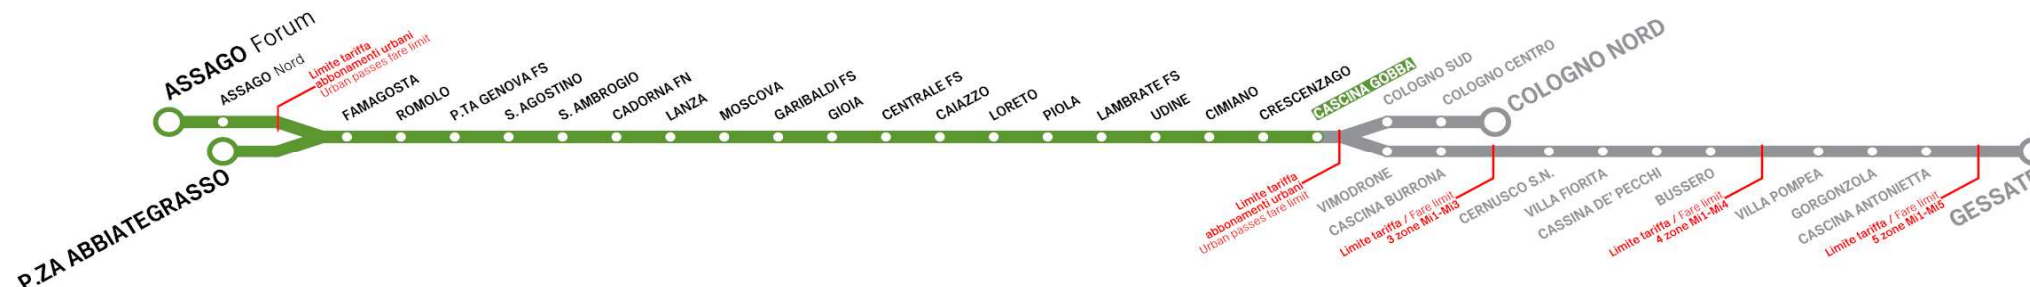 ASSAGO Forum
ASSAGO Nord
Limite tariffa
abbonamenti urbani
Urban passes fare limit
P.ZA ABBIATEGRASSO
FAMAGOSTA
ROMOLO
P.TA GENOVA FS
S. AGOSTINO
S. AMBROGIO
CADORNA FN
LANZA
MOSCOVA
GARIBALDI FS
GIOIA
CENTRALE FS
CAIAZZO
LORETO
PIOLA
LAMBRATE FS
UDINE
CIMIANO
CRESCENZAGO
CASCINA GOBBA
COLOGNO SUD
COLOGNO CENTRO
COLOGNO NORD
Limite tariffa
abbonamenti urbani
Urban passes fare limit
VIMODRONE
CASCINA BURRONA
Limite tariffa / Fare limit
3 zone Mi1-Mi3
CERNUSCO S.N.
VILLA FIORITA
CASSINA DE' PECCHI
BUSSERO
Limite tariffa / Fare limit
4 zone Mi1-Mi4
VILLA POMPEA
GORGONZOLA
CASCINA ANTONIETTA
Limite tariffa / Fare limit
5 zone Mi1-Mi5
GESSATE